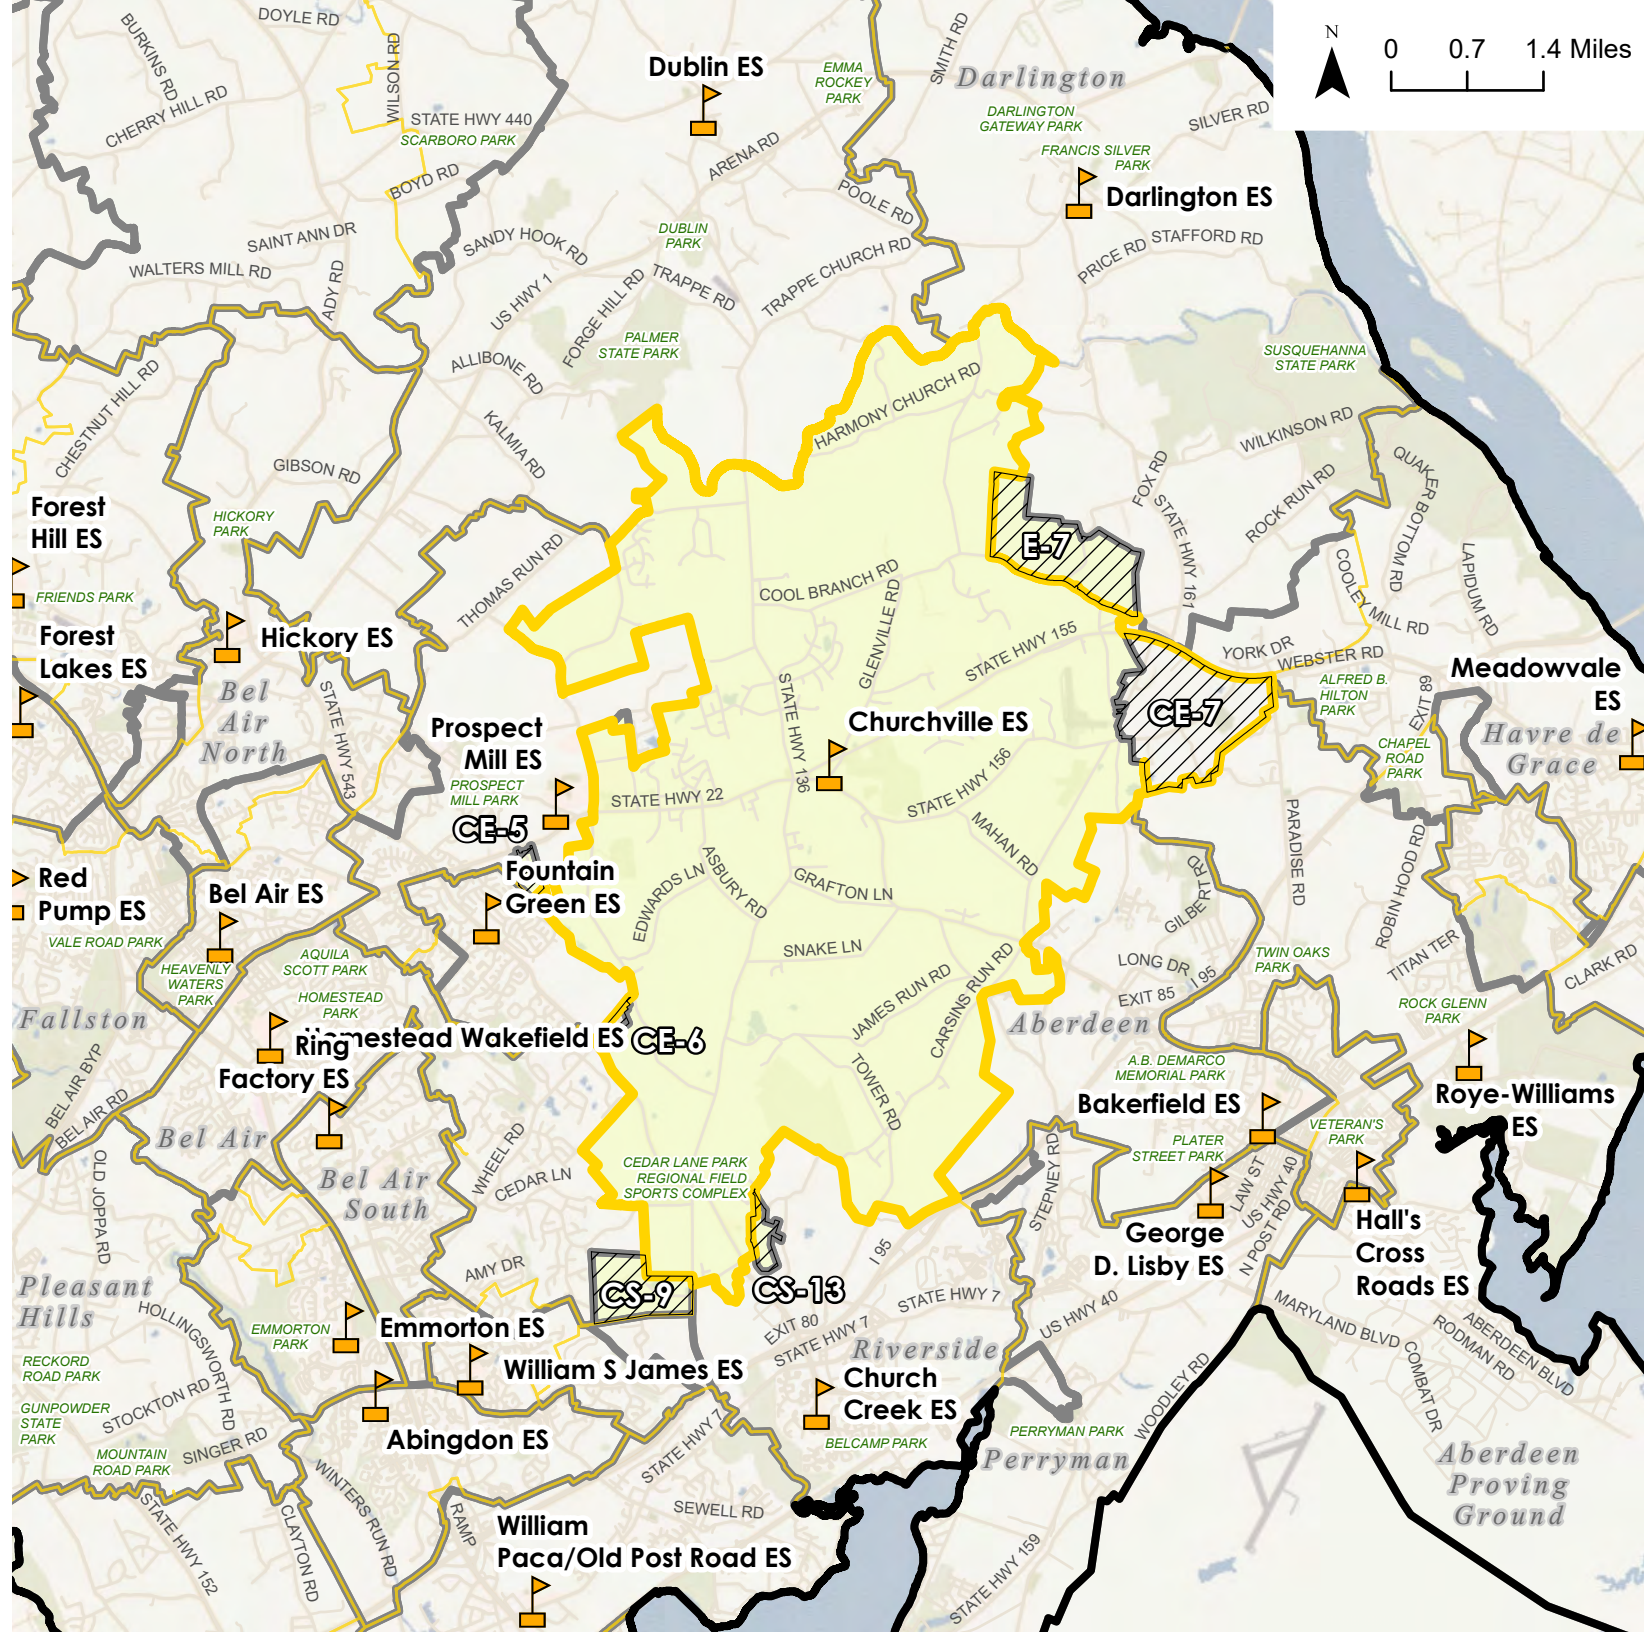 DOYLE RD
BURKINS RD
WILSON RD
CHERRY HILL RD
STATE HWY 440
SCARBORO PARK
BOYD RD
Dublin ES
EMMA
ROCKEY
PARK
SMITH RD
Darlington
DARLINGTON
GATEWAY PARK
SILVER RD
FRANCIS SILVER
PARK
Darlington ES
N
0 0.7 1.4 Miles
ARENA RD
POOLE RD
SAINT ANN DR
WALTERS MILL RD
ADY RD
SANDY HOOK RD
US HWY 1
DUBLIN
PARK
FORGE HILL RD
TRAPPE RD
TRAPPE CHURCH RD
PRICE RD
STAFFORD RD
PALMER
STATE PARK
ALLIBONE RD
SUSQUEHANNA
STATE PARK
CHESTNUT HILL RD
KALMIA RD
HARMONY CHURCH RD
WILKINSON RD
GIBSON RD
FOX RD
QUAKER BOTTOM RD
ROCK RUN RD
Forest
Hill ES
HICKORY
PARK
STATE HWY 161
E-7
THOMAS RUN RD
COOL BRANCH RD
COOLEY MILL RD
LAPIDUM RD
FRIENDS PARK
Forest
Lakes ES
Hickory ES
GLENVILLE RD
STATE HWY 155
YORK DR
WEBSTER RD
Meadowvale
ES
Bel
Air
North
STATE HWY 543
STATE HWY 136
ALFRED B.
HILTON
PARK
EXIT 89
Prospect
Mill ES
Churchville ES
CE-7
CHAPEL
ROAD
PARK
Havre de
Grace
PROSPECT
MILL PARK
STATE HWY 22
STATE HWY 156
CE-5
MAHAN RD
PARADISE RD
ROBIN HOOD RD
Red
Pump ES
Fountain
Green ES
Bel Air ES
EDWARDS LN
ASBURY RD
GRAFTON LN
GILBERT RD
VALE ROAD PARK
HEAVENLY
WATERS
PARK
AQUILA
SCOTT PARK
SNAKE LN
LONG DR
I 95
TWIN OAKS
PARK
TITAN TER
CLARK RD
HOMESTEAD
PARK
JAMES RUN RD
CARSINS RUN RD
EXIT 85
ROCK GLENN
PARK
Fallston
Homestead Wakefield ES
CE-6
Aberdeen
Ring
Factory ES
BELAIR BYP
BELAIR RD
TOWER RD
A.B. DEMARCO
MEMORIAL PARK
Bakerfield ES
Roye-Williams
ES
Bel Air
PLATER
STREET PARK
VETERAN'S
PARK
OLD JOPPA RD
WHEEL RD
CEDAR LN
CEDAR LANE PARK
REGIONAL FIELD
SPORTS COMPLEX
STEPNEY RD
LAW ST
US HWY 40
N POST RD
Bel Air
South
George
D. Lisby ES
Hall's
Cross
Roads ES
I 95
AMY DR
CS-9
CS-13
Pleasant
Hills
HOLLINGSWORTH RD
EXIT 80
STATE HWY 7
STATE HWY 7
US HWY 40
MARYLAND BLVD
ABERDEEN BLVD
RODMAN RD
COMBAT DR
EMMORTON
PARK
Emmorton ES
Riverside
RECKORD
ROAD PARK
William S James ES
Church
Creek ES
WOODLEY RD
STOCKTON RD
GUNPOWDER
STATE
PARK
Abingdon ES
BELCAMP PARK
PERRYMAN PARK
Perryman
SINGER RD
MOUNTAIN
ROAD PARK
STATE HWY 7
Aberdeen
Proving
Ground
STATE HWY 152
CLAYTON RD
WINTERS RUN RD
RAMP
SEWELL RD
William
Paca/Old Post Road ES
STATE HWY 159